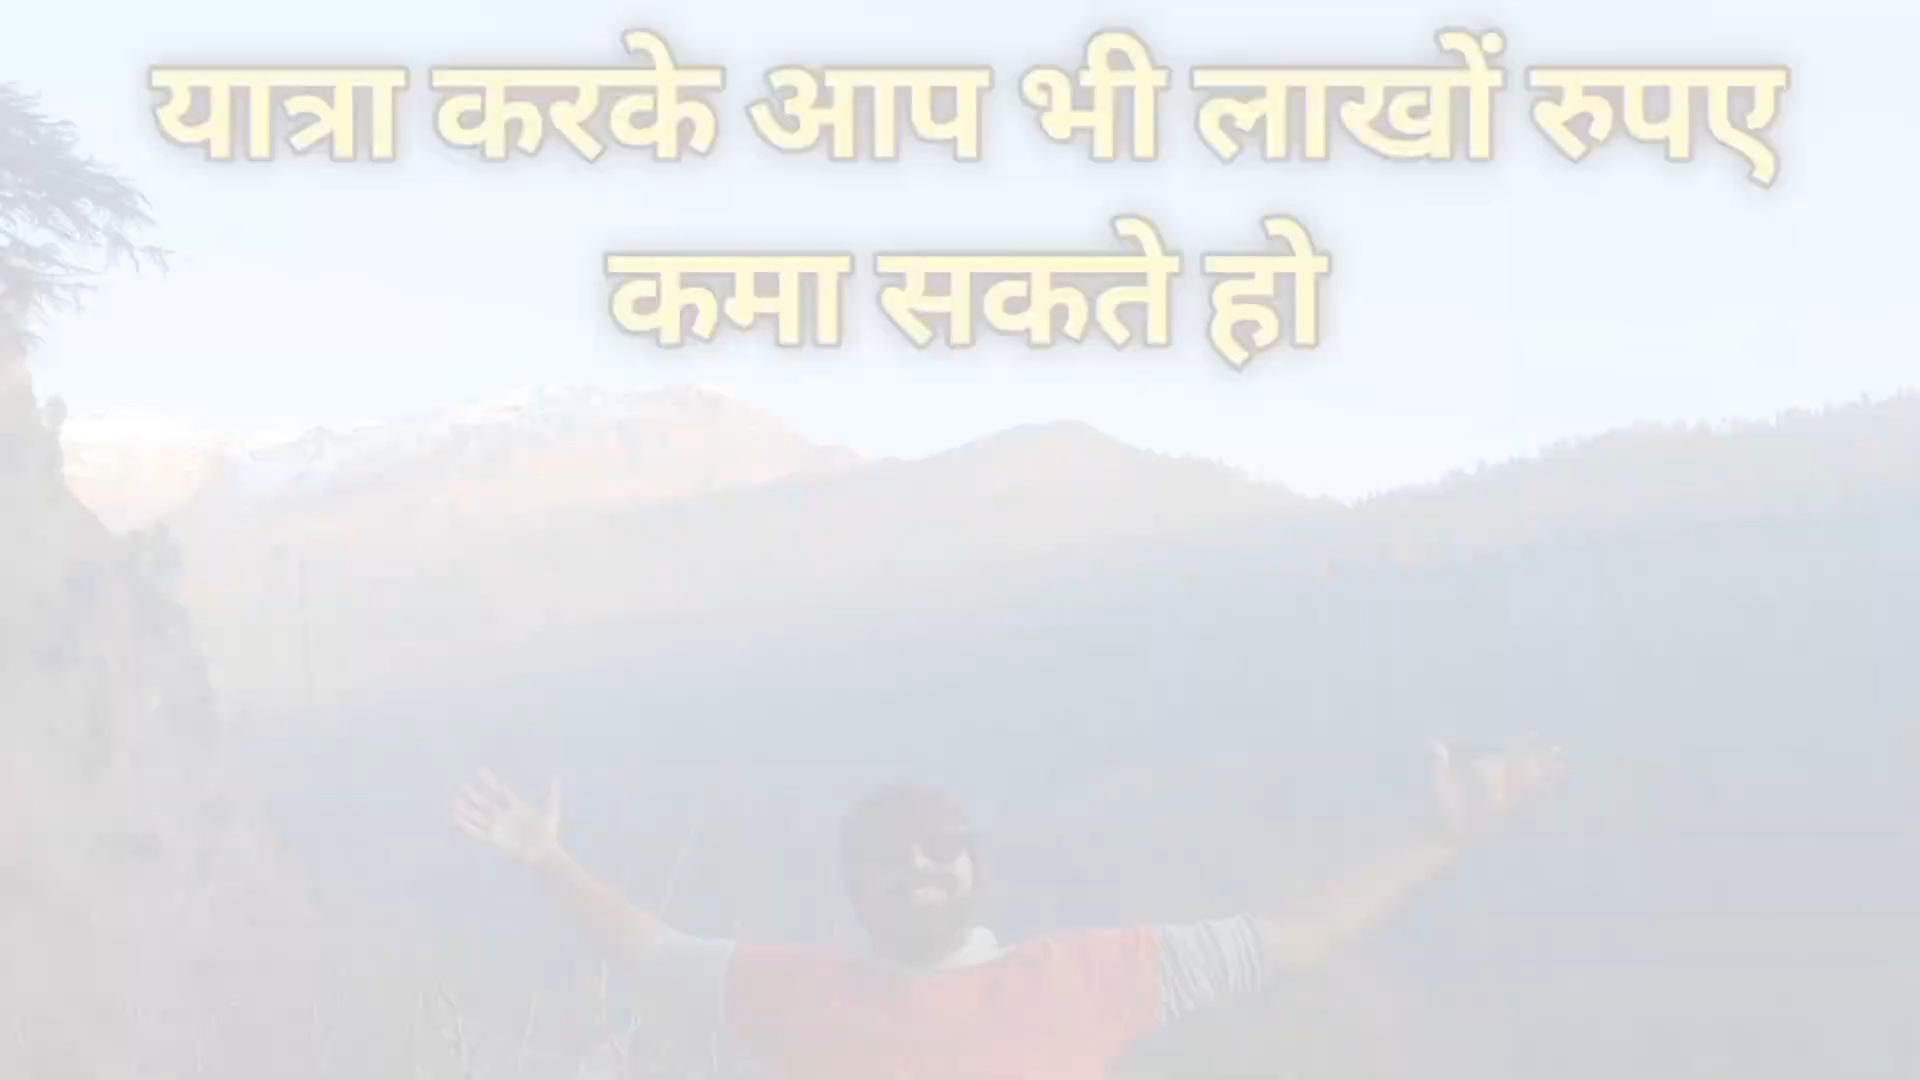 यात्रा करके आप भी लाखों रुपए
कमा सकते हो